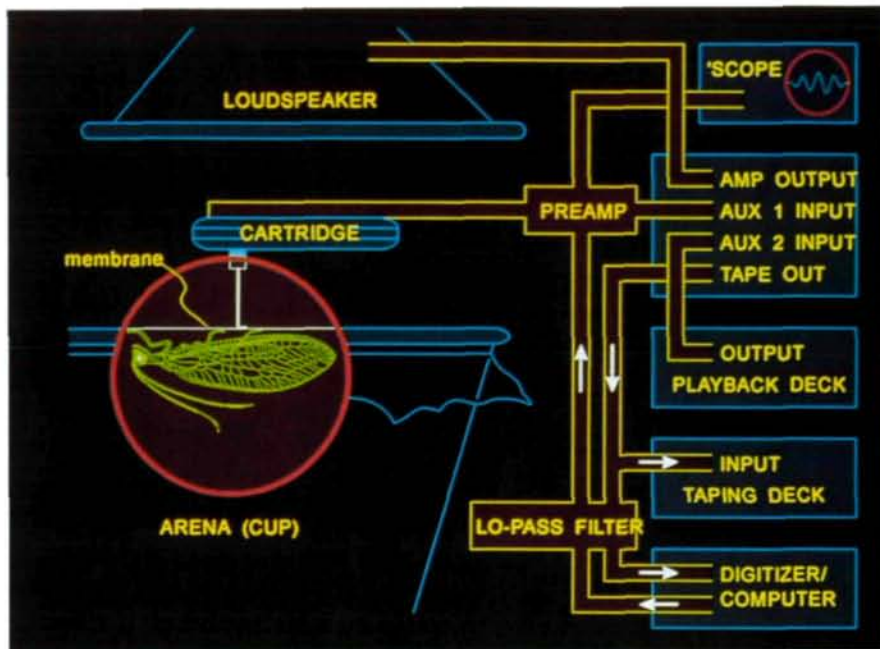 LOUDSPEAKER
'SCOPE
AMP OUTPUT
PREAMP
AUX 1 INPUT
CARTRIDGE
AUX 2 INPUT
membrane
TAPE OUT
OUTPUT
PLAYBACK DECK
INPUT
TAPING DECK
ARENA (CUP)
LO-PASS FILTER
DIGITIZER/
COMPUTER